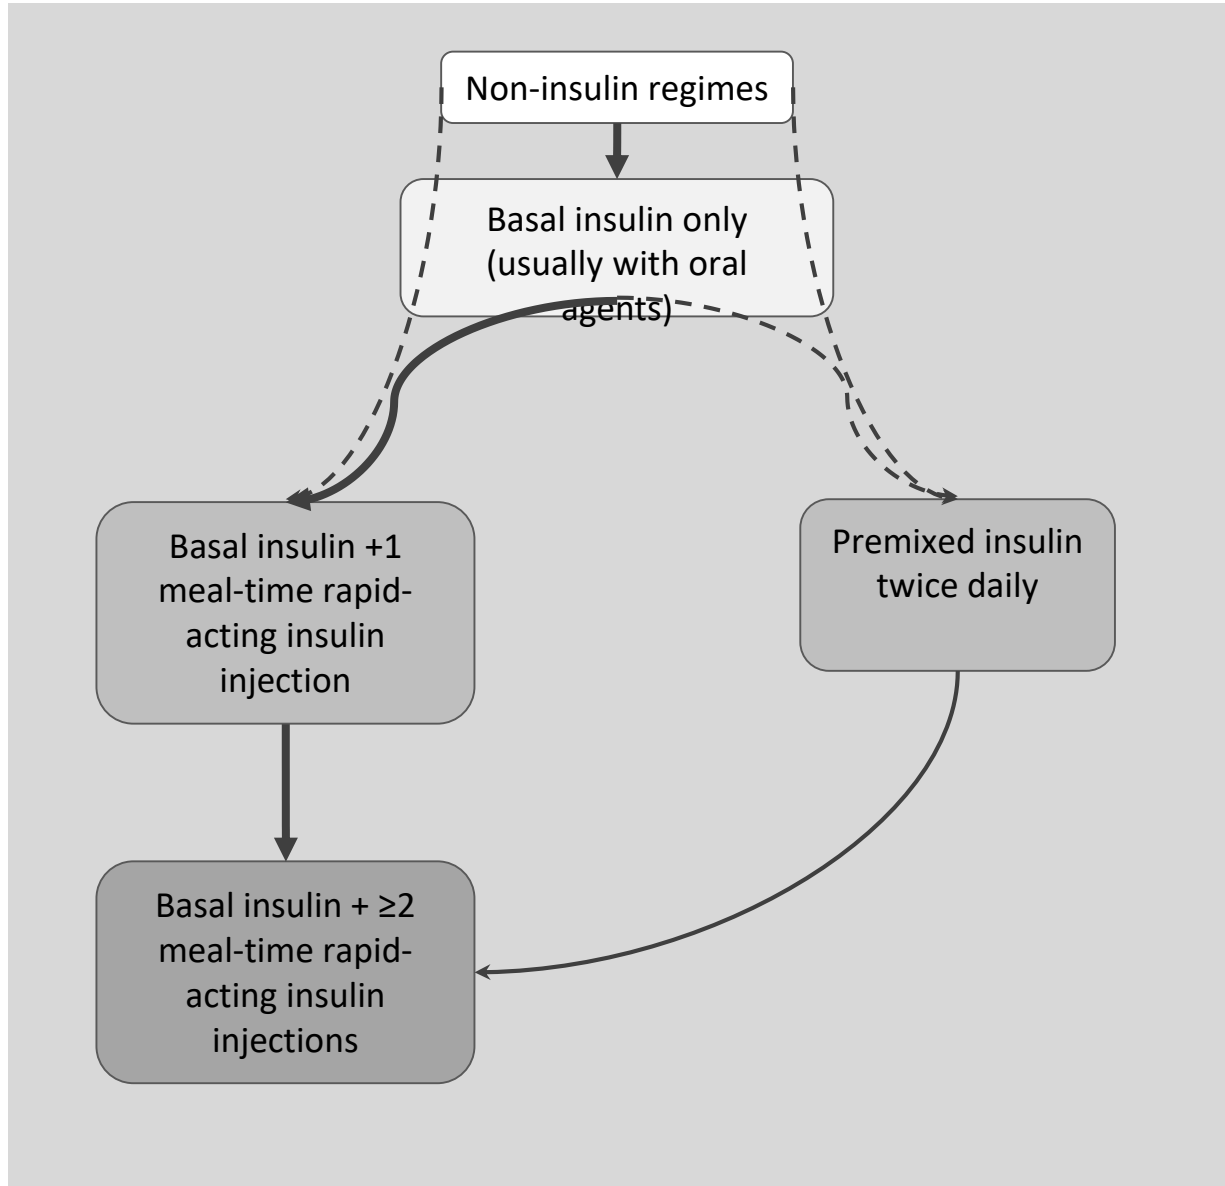 Non-insulin regimes
Basal insulin only
(usually with oral
agents)
Basal insulin +1
meal-time rapid-
acting insulin
injection
Premixed insulin
twice daily
Basal insulin + ≥2
meal-time rapid-
acting insulin
injections